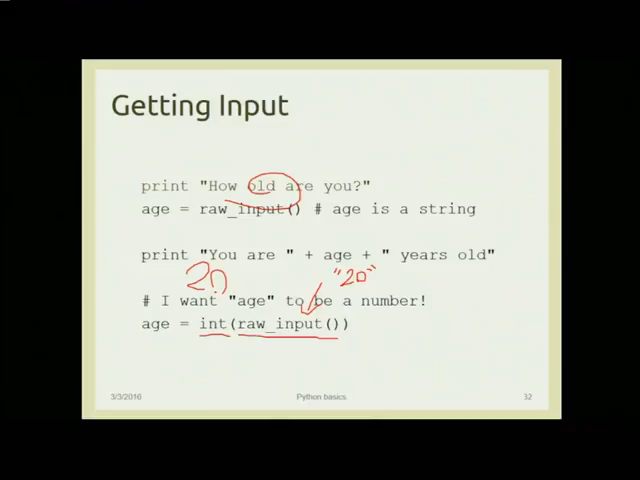 Getting Input
print "How old are you?"
age = raw_input() # age is a string
print "You are " + age + " years old"
20 "20"
# I want "age" to be a number!
age = int(raw_input())
3/3/2016 Python basics 32